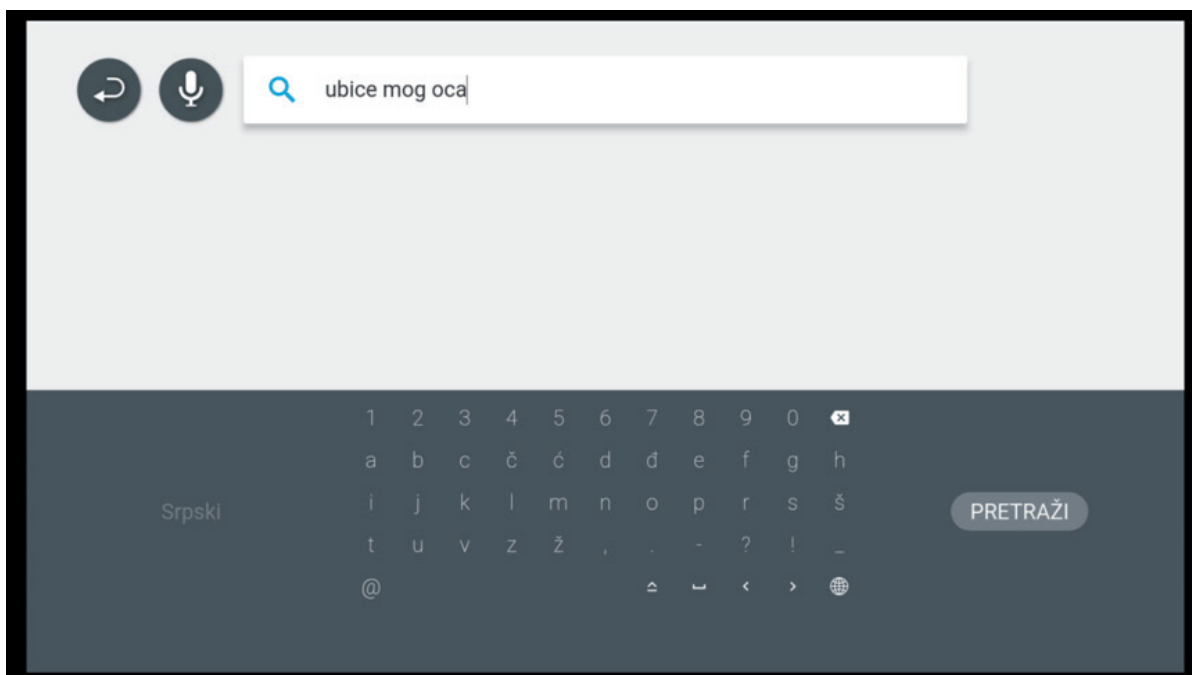 ubice mog oca
1 2 3 4 5 6 7 8 9 0
a b c č ć d đ e f g h
i j k l m n o p r s š
Srpski
PRETRAŽI
t u v z ž , . - ? ! _
@